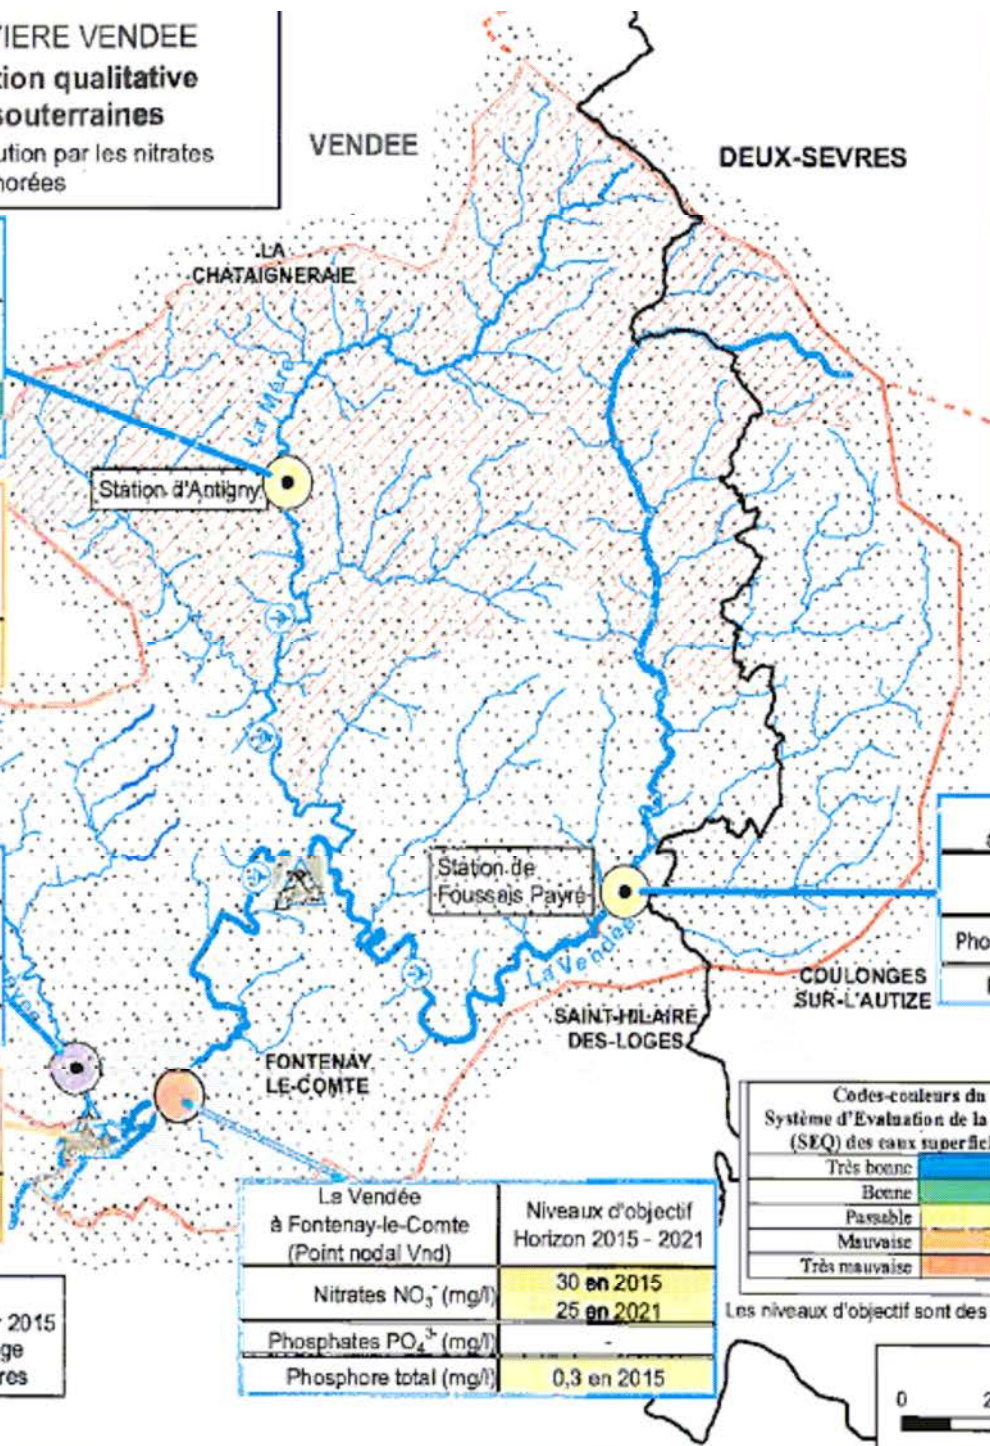 VIERE VENDEE
tion qualitative
souterraines
ution par les nitrates
horées
VENDEE
DEUX-SEVRES
LA
CHATAIGNERAIE
La Mère
Station d'Antigny
Station de
Foussais Payré
La Vendée
COULONGES
SUR-L'AUTIZE
SAINT-HILAIRE
DES-LOGES
FONTENAY
LE-COMTE
Pho
La Vendée
à Fontenay-le-Comte
(Point nodal Vnd)
Niveaux d'objectif
Horizon 2015 - 2021
Nitrates NO₃⁻ (mg/l)
30 en 2015
25 en 2021
Phosphates PO₄³⁻ (mg/l)
-
Phosphore total (mg/l)
0,3 en 2015
Codes-couleurs du
Système d'Evaluation de la
(SEQ) des eaux superfic
Très bonne
Bonne
Passable
Mauvaise
Très mauvaise
Les niveaux d'objectif sont des
2015
ge
res
0
2